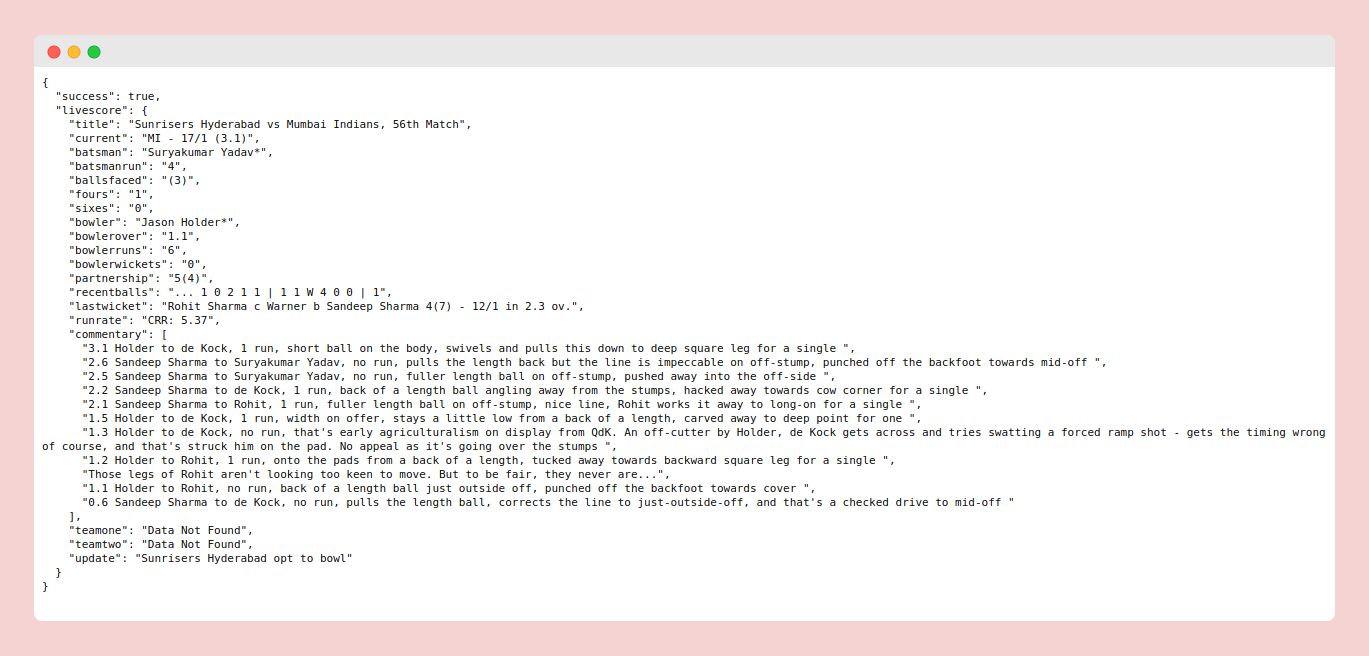 {
  "success": true,
  "livescore": {
    "title": "Sunrisers Hyderabad vs Mumbai Indians, 56th Match",
    "current": "MI - 17/1 (3.1)",
    "batsman": "Suryakumar Yadav*",
    "batsmanrun": "4",
    "ballsfaced": "(3)",
    "fours": "1",
    "sixes": "0",
    "bowler": "Jason Holder*",
    "bowlerover": "1.1",
    "bowlerruns": "6",
    "bowlerwickets": "0",
    "partnership": "5(4)",
    "recentballs": "... 1 0 2 1 1 | 1 1 W 4 0 0 | 1",
    "lastwicket": "Rohit Sharma c Warner b Sandeep Sharma 4(7) - 12/1 in 2.3 ov.",
    "runrate": "CRR: 5.37",
    "commentary": [
      "3.1 Holder to de Kock, 1 run, short ball on the body, swivels and pulls this down to deep square leg for a single ",
      "2.6 Sandeep Sharma to Suryakumar Yadav, no run, pulls the length back but the line is impeccable on off-stump, punched off the backfoot towards mid-off ",
      "2.5 Sandeep Sharma to Suryakumar Yadav, no run, fuller length ball on off-stump, pushed away into the off-side ",
      "2.2 Sandeep Sharma to de Kock, 1 run, back of a length ball angling away from the stumps, hacked away towards cow corner for a single ",
      "2.1 Sandeep Sharma to Rohit, 1 run, fuller length ball on off-stump, nice line, Rohit works it away to long-on for a single ",
      "1.5 Holder to de Kock, 1 run, width on offer, stays a little low from a back of a length, carved away to deep point for one ",
      "1.3 Holder to de Kock, no run, that's early agriculturalism on display from QdK. An off-cutter by Holder, de Kock gets across and tries swatting a forced ramp shot - gets the timing wrong
of course, and that's struck him on the pad. No appeal as it's going over the stumps ",
      "1.2 Holder to Rohit, 1 run, onto the pads from a back of a length, tucked away towards backward square leg for a single ",
      "Those legs of Rohit aren't looking too keen to move. But to be fair, they never are...",
      "1.1 Holder to Rohit, no run, back of a length ball just outside off, punched off the backfoot towards cover ",
      "0.6 Sandeep Sharma to de Kock, no run, pulls the length ball, corrects the line to just-outside-off, and that's a checked drive to mid-off "
    ],
    "teamone": "Data Not Found",
    "teamtwo": "Data Not Found",
    "update": "Sunrisers Hyderabad opt to bowl"
  }
}